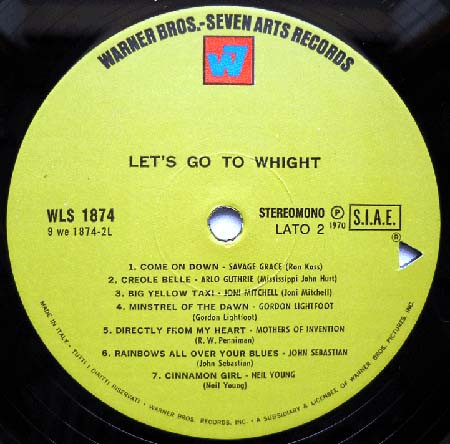 WARNER BROS.-SEVEN ARTS RECORDS
W7
LET'S GO TO WHIGHT
WLS 1874
9 we 1874-2L
STEREOMONO Ⓟ 1970
LATO 2
S.I.A.E.
®
1. COME ON DOWN - SAVAGE GRACE (Ron Koss)
2. CREOLE BELLE - ARLO GUTHRIE (Mississippi John Hurt)
3. BIG YELLOW TAXI - JONI MITCHELL (Joni Mitchell)
4. MINSTREL OF THE DAWN - GORDON LIGHTFOOT
(Gordon Lightfoot)
5. DIRECTLY FROM MY HEART - MOTHERS OF INVENTION
(R. W. Penniman)
6. RAINBOWS ALL OVER YOUR BLUES - JOHN SEBASTIAN
(John Sebastian)
7. CINNAMON GIRL - NEIL YOUNG
(Neil Young)
MADE IN ITALY - TUTTI I DIRITTI RISERVATI - WARNER BROS. RECORDS, INC. - A SUBSIDIARY & LICENSEE OF WARNER BROS. PICTURES, INC.